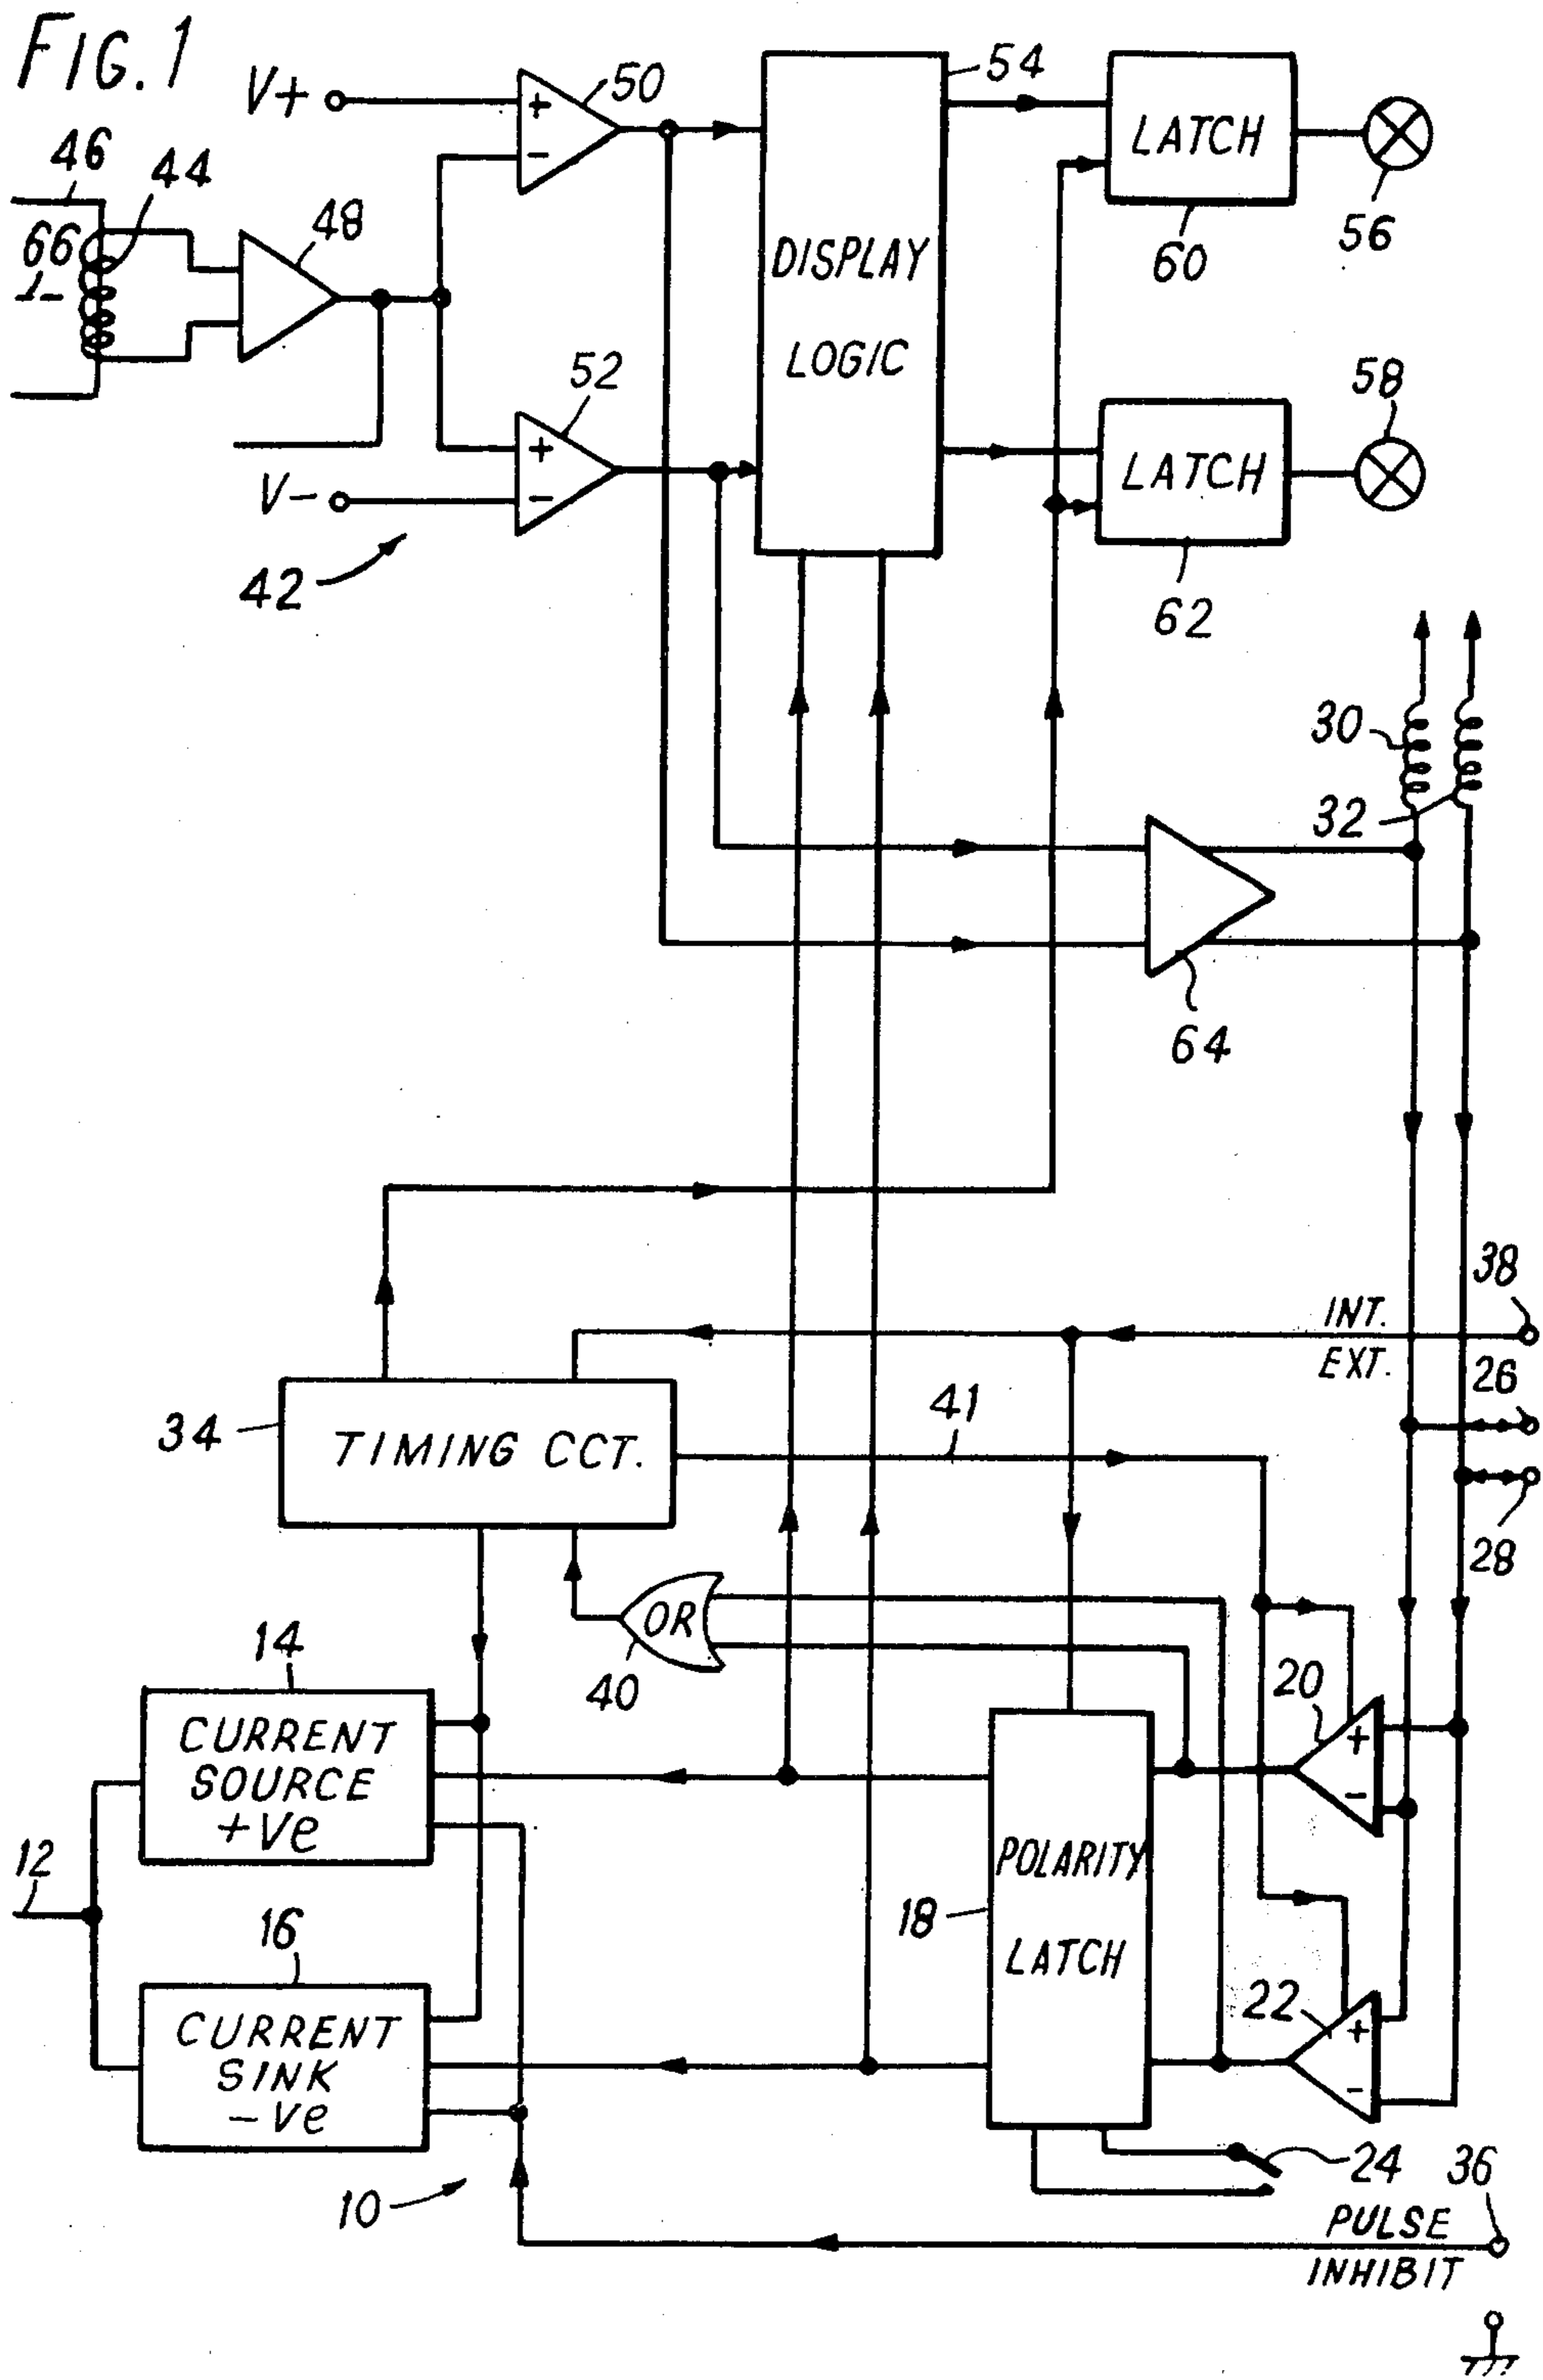 FIG. 1
V+
50
54
LATCH
46
44
66
48
60
56
DISPLAY
LOGIC
52
58
V-
LATCH
42
62
30
32
64
38
INT.
EXT.
26
34
TIMING CCT.
41
28
OR
40
14
20
CURRENT
SOURCE
+Ve
12
POLARITY
18
LATCH
16
22
CURRENT
SINK
-Ve
24
36
10
PULSE
INHIBIT
+
-
+
-
+
-
+
-